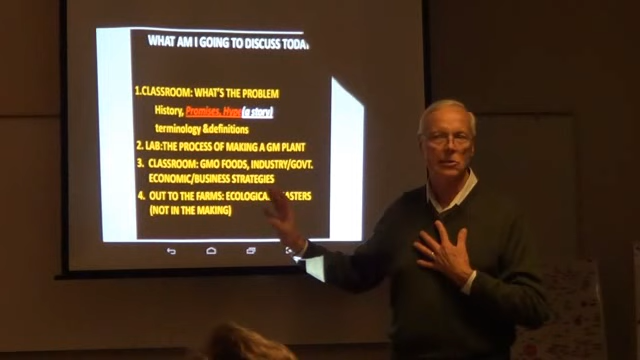 WHAT AM I GOING TO DISCUSS TODA
1.CLASSROOM: WHAT'S THE PROBLEM
History, Promises, Hype (a story)
terminology &definitions
2. LAB:THE PROCESS OF MAKING A GM PLANT
3. CLASSROOM: GMO FOODS, INDUSTRY/GOVT.
ECONOMIC/BUSINESS STRATEGIES
4. OUT TO THE FARMS: ECOLOGICAL ASTERS
(NOT IN THE MAKING)